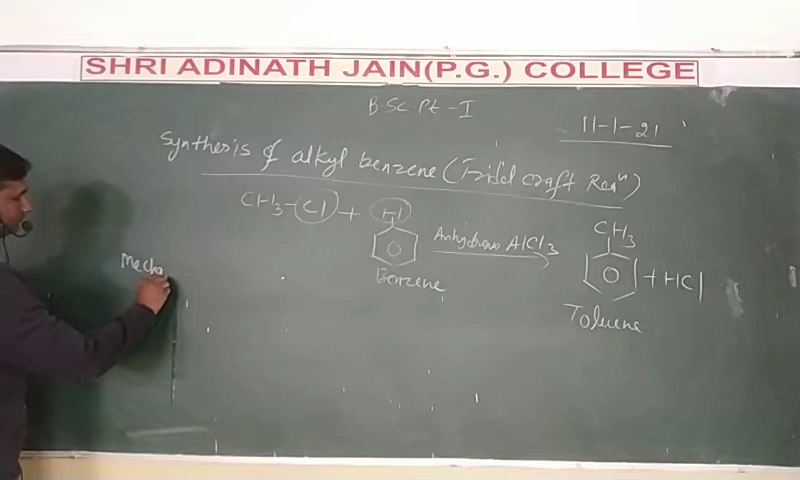 SHRI ADINATH JAIN(P.G.) COLLEGE
B.Sc. Pt-I
11-1-21
Synthesis of alkyl benzene (Fridel craft Reaⁿ)
CH3-Cl + H Anhydrous AlCl3 CH3 + HCl
Benzene
Toluene
Mecha